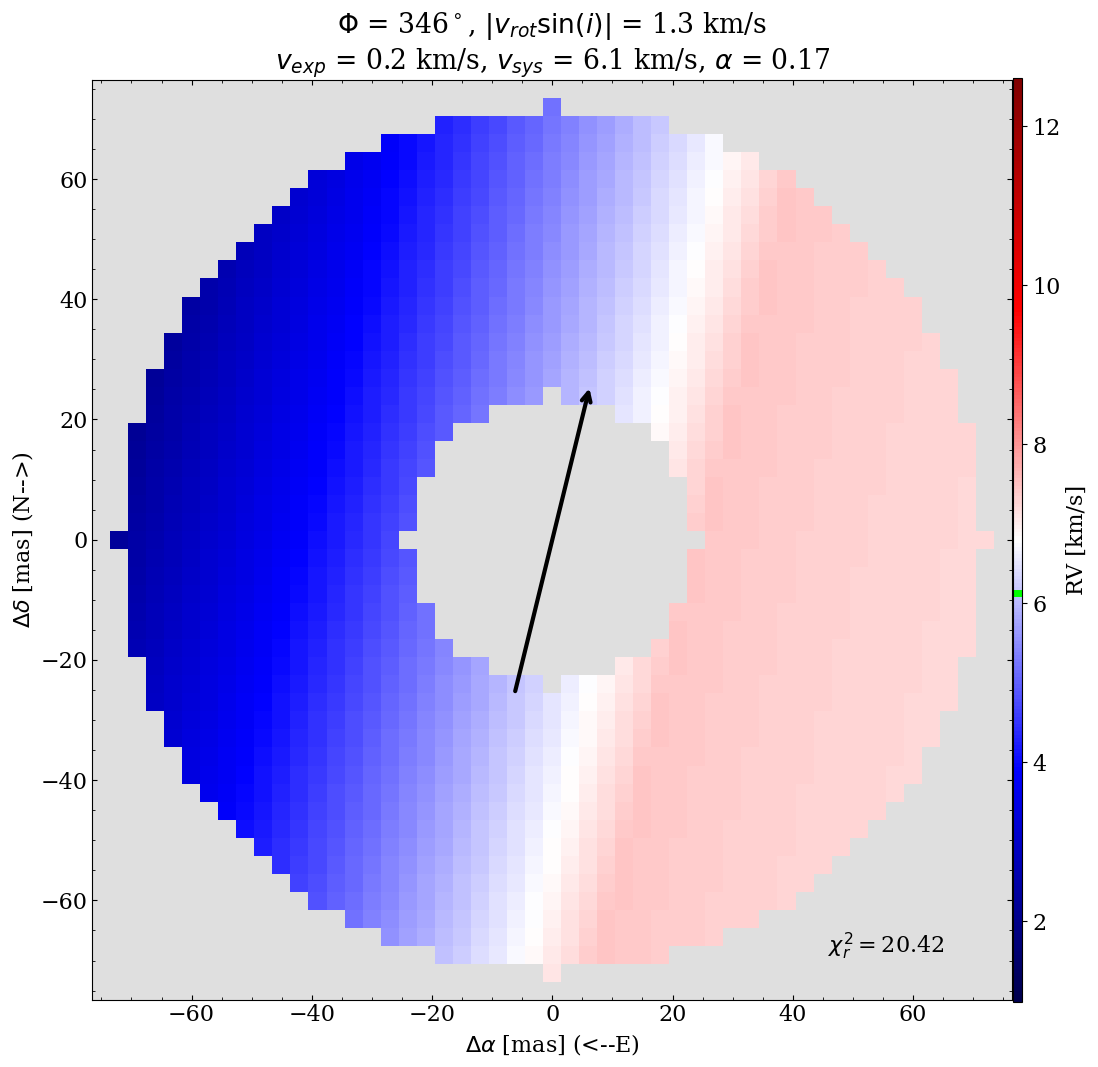 Φ = 346°, |v_rot sin(i)| = 1.3 km/s
v_exp = 0.2 km/s, v_sys = 6.1 km/s, α = 0.17
60
40
20
0
−20
−40
−60
Δδ [mas] (N-->)
−60 −40 −20 0 20 40 60
Δα [mas] (<--E)
χ²_r = 20.42
12
10
8
6
4
2
RV [km/s]